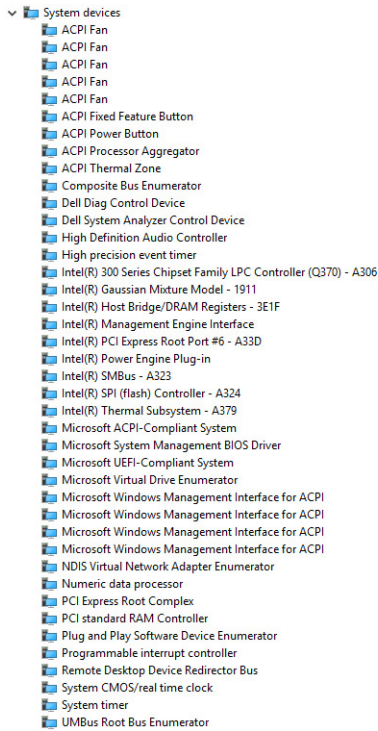 System devices
ACPI Fan
ACPI Fan
ACPI Fan
ACPI Fan
ACPI Fan
ACPI Fixed Feature Button
ACPI Power Button
ACPI Processor Aggregator
ACPI Thermal Zone
Composite Bus Enumerator
Dell Diag Control Device
Dell System Analyzer Control Device
High Definition Audio Controller
High precision event timer
Intel(R) 300 Series Chipset Family LPC Controller (Q370) - A306
Intel(R) Gaussian Mixture Model - 1911
Intel(R) Host Bridge/DRAM Registers - 3E1F
Intel(R) Management Engine Interface
Intel(R) PCI Express Root Port #6 - A33D
Intel(R) Power Engine Plug-in
Intel(R) SMBus - A323
Intel(R) SPI (flash) Controller - A324
Intel(R) Thermal Subsystem - A379
Microsoft ACPI-Compliant System
Microsoft System Management BIOS Driver
Microsoft UEFI-Compliant System
Microsoft Virtual Drive Enumerator
Microsoft Windows Management Interface for ACPI
Microsoft Windows Management Interface for ACPI
Microsoft Windows Management Interface for ACPI
Microsoft Windows Management Interface for ACPI
NDIS Virtual Network Adapter Enumerator
Numeric data processor
PCI Express Root Complex
PCI standard RAM Controller
Plug and Play Software Device Enumerator
Programmable interrupt controller
Remote Desktop Device Redirector Bus
System CMOS/real time clock
System timer
UMBus Root Bus Enumerator